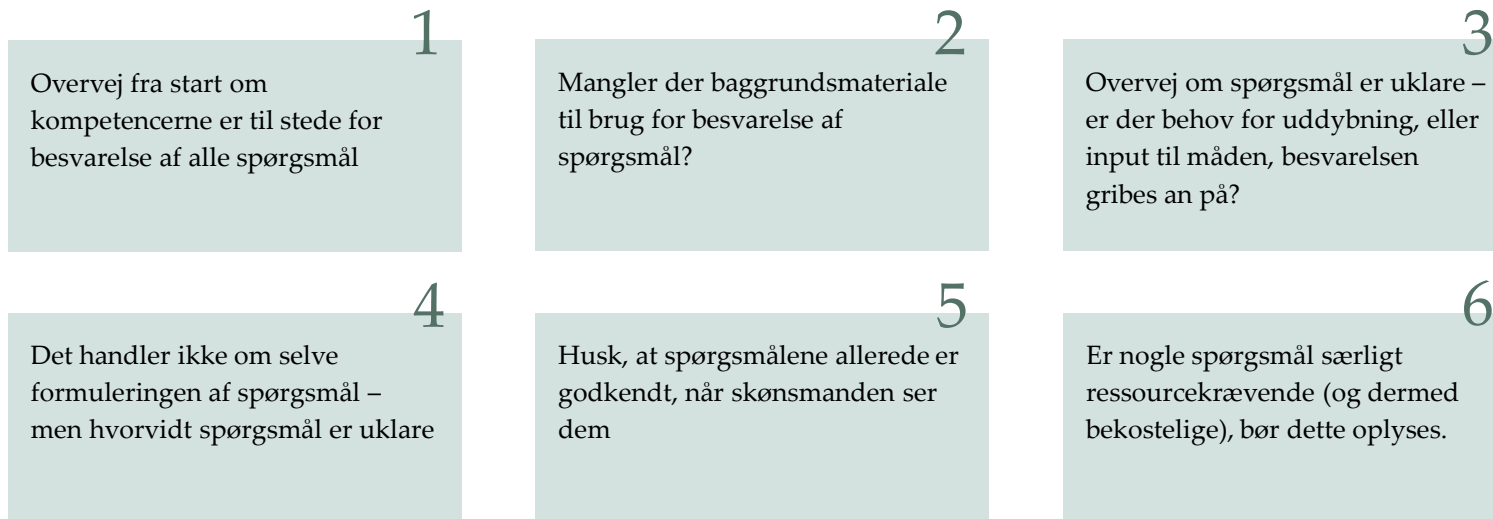 1
Overvej fra start om
kompetencerne er til stede for
besvarelse af alle spørgsmål
2
Mangler der baggrundsmateriale
til brug for besvarelse af
spørgsmål?
3
Overvej om spørgsmål er uklare –
er der behov for uddybning, eller
input til måden, besvarelsen
gribes an på?
4
Det handler ikke om selve
formuleringen af spørgsmål –
men hvorvidt spørgsmål er uklare
5
Husk, at spørgsmålene allerede er
godkendt, når skønsmanden ser
dem
6
Er nogle spørgsmål særligt
ressourcekrævende (og dermed
bekostelige), bør dette oplyses.